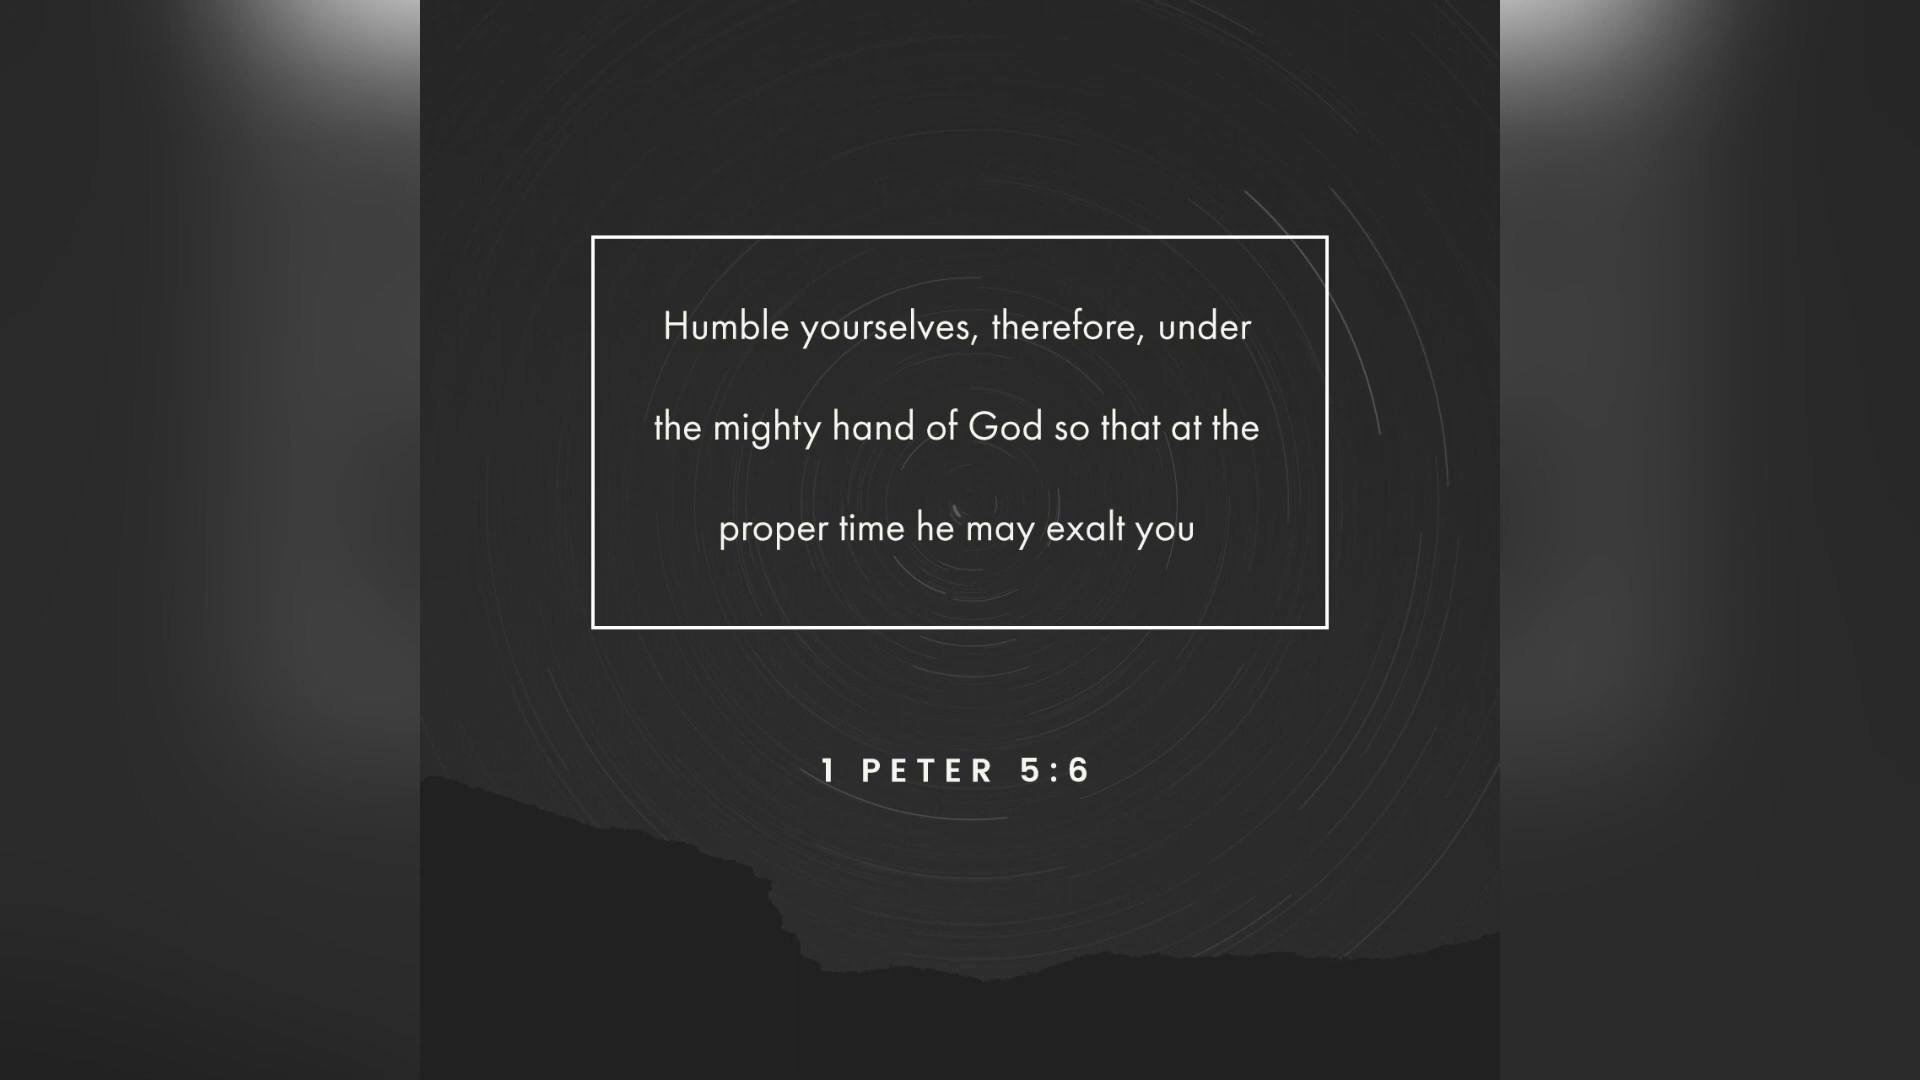 Humble yourselves, therefore, under
the mighty hand of God so that at the
proper time he may exalt you
1 PETER 5:6